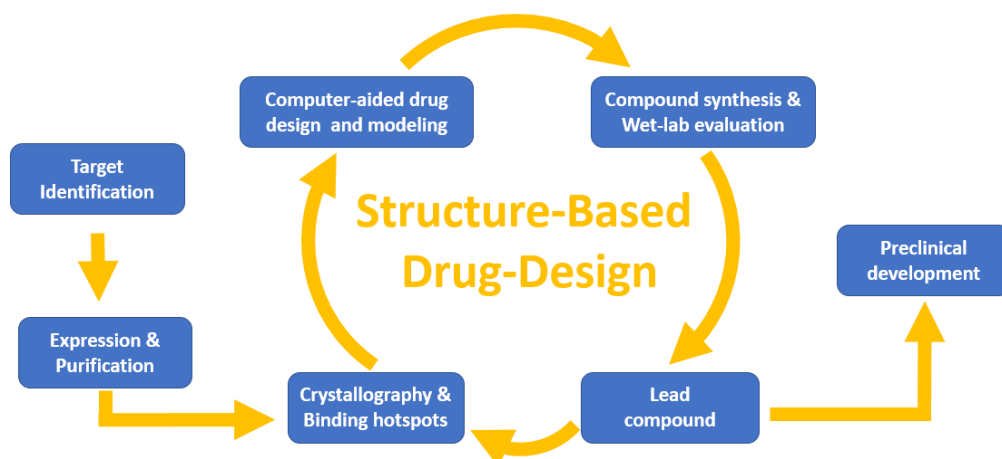 Computer-aided drug
design and modeling
Compound synthesis &
Wet-lab evaluation
Target
Identification
Structure-Based
Drug-Design
Preclinical
development
Expression &
Purification
Crystallography &
Binding hotspots
Lead
compound